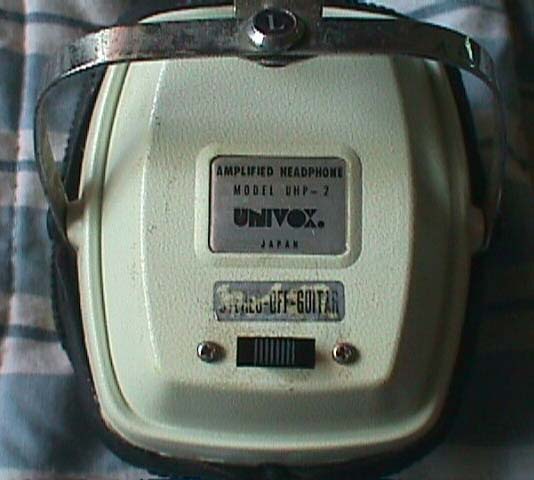 L
AMPLIFIED HEADPHONE
MODEL UHP-2
UNIVOX®
JAPAN
STEREO-OFF-GUITAR